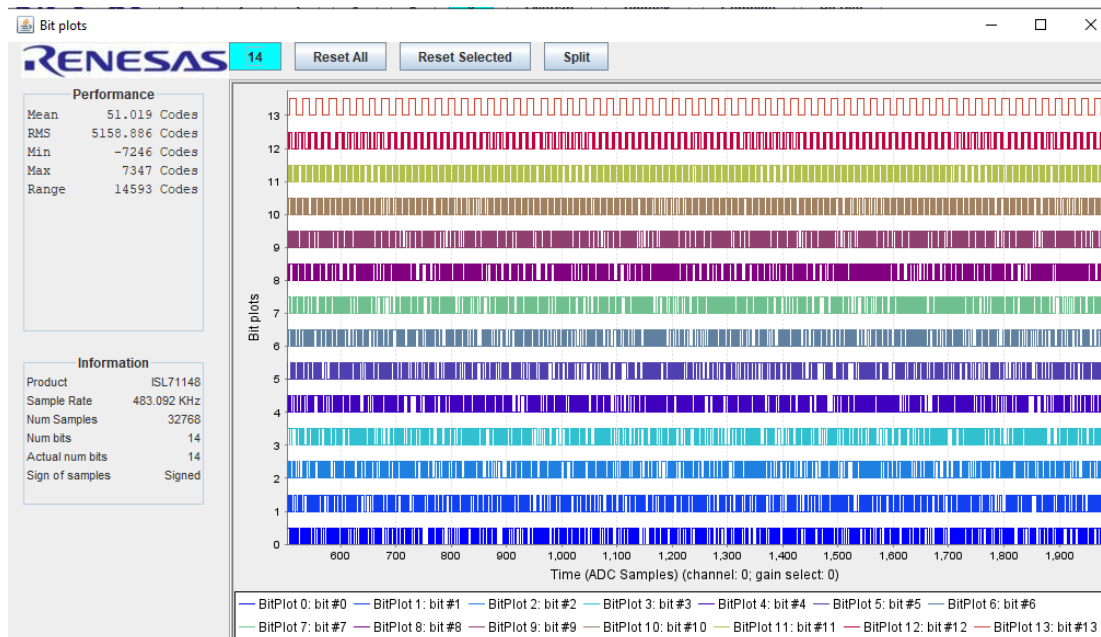 Bit plots
RENESAS
14 Reset All Reset Selected Split
Performance
Mean 51.019 Codes
RMS 5158.886 Codes
Min -7246 Codes
Max 7347 Codes
Range 14593 Codes
Information
Product ISL71148
Sample Rate 483.092 KHz
Num Samples 32768
Num bits 14
Actual num bits 14
Sign of samples Signed
Bit plots
13
12
11
10
9
8
7
6
5
4
3
2
1
0
600 700 800 900 1,000 1,100 1,200 1,300 1,400 1,500 1,600 1,700 1,800 1,900
Time (ADC Samples) (channel: 0; gain select: 0)
BitPlot 0: bit #0 BitPlot 1: bit #1 BitPlot 2: bit #2 BitPlot 3: bit #3 BitPlot 4: bit #4 BitPlot 5: bit #5 BitPlot 6: bit #6
BitPlot 7: bit #7 BitPlot 8: bit #8 BitPlot 9: bit #9 BitPlot 10: bit #10 BitPlot 11: bit #11 BitPlot 12: bit #12 BitPlot 13: bit #13